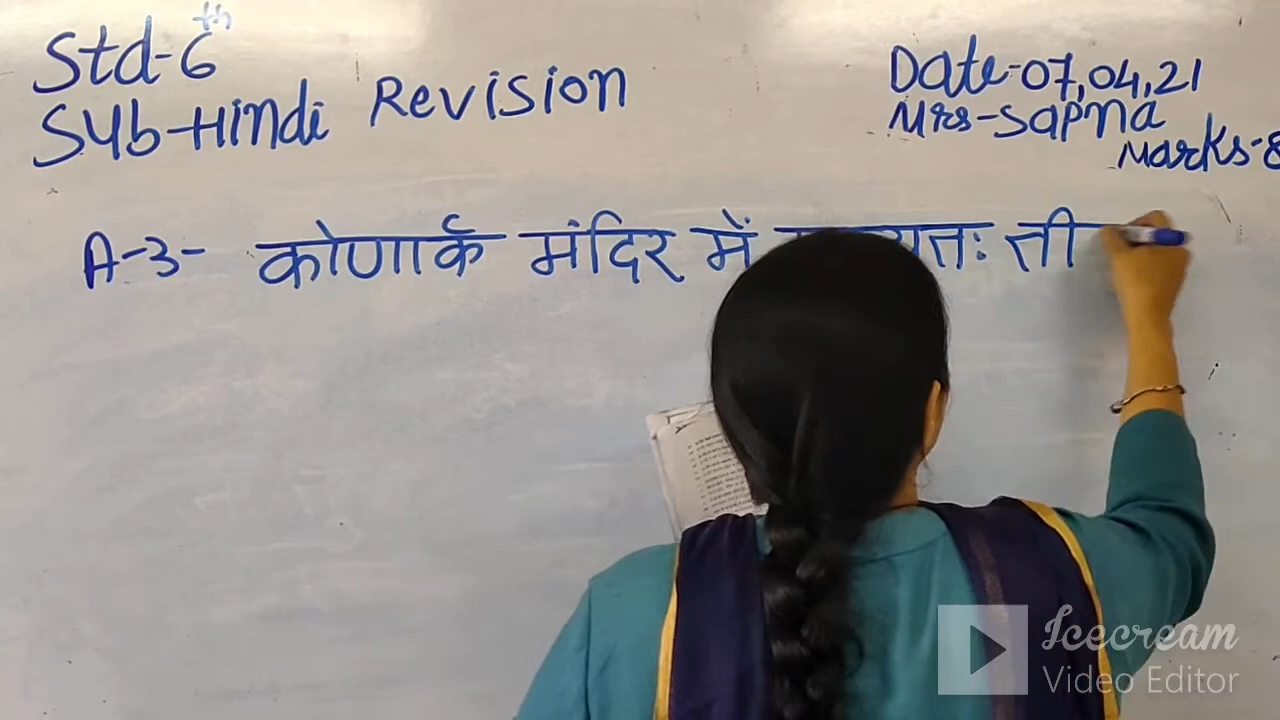 Std-6th
Sub-Hindi Revision
Date-07,04,21
Mrs-Sapna
Marks-8
A-3- कोणार्क मंदिर में ती
Icecream
Video Editor